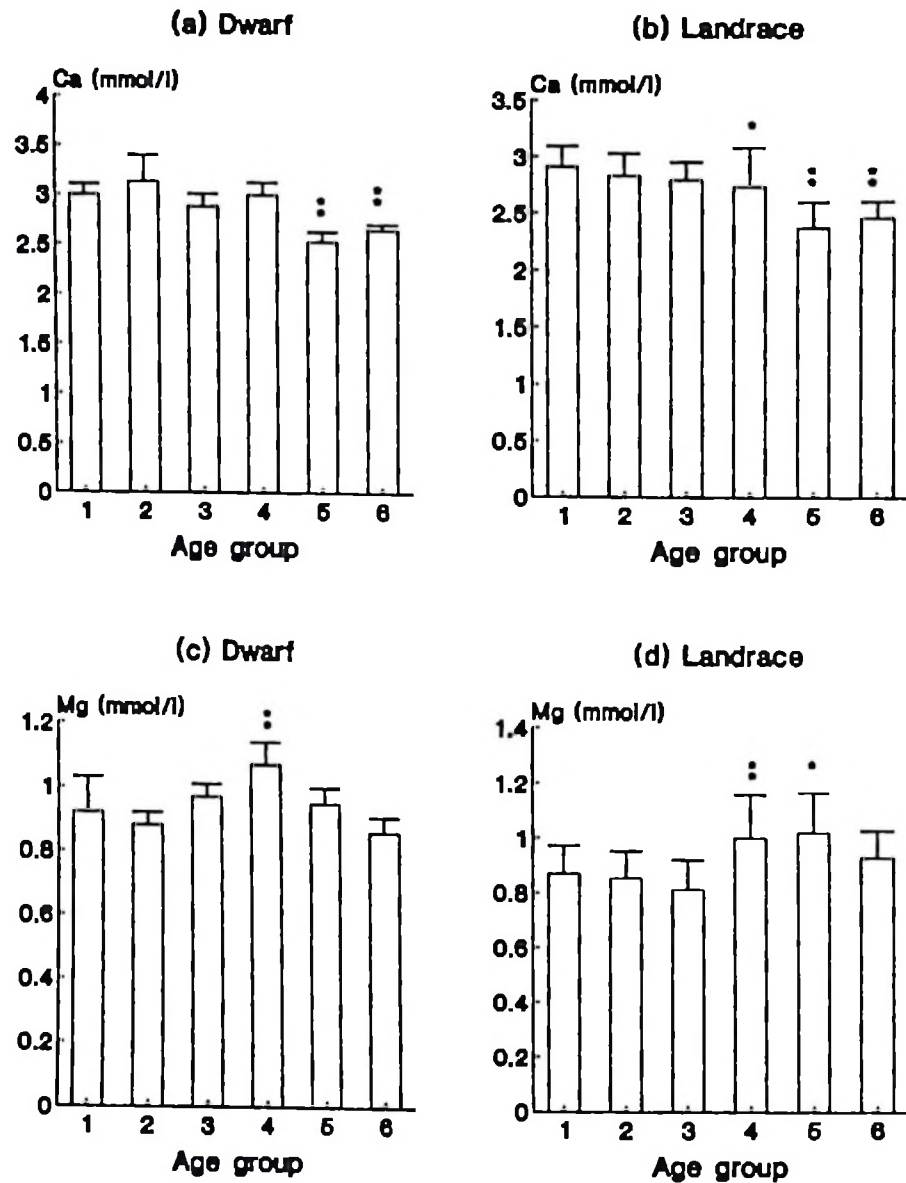 (a) Dwarf
Ca (mmol/l)
4
3.5
3
2.5
2
1.5
1
0.5
0
1 2 3 4 5 6
Age group
(b) Landrace
Ca (mmol/l)
3.5
3
2.5
2
1.5
1
0.5
0
1 2 3 4 5 6
Age group
(c) Dwarf
Mg (mmol/l)
1.2
1
0.8
0.6
0.4
0.2
0
1 2 3 4 5 6
Age group
(d) Landrace
Mg (mmol/l)
1.4
1.2
1
0.8
0.6
0.4
0.2
0
1 2 3 4 5 6
Age group